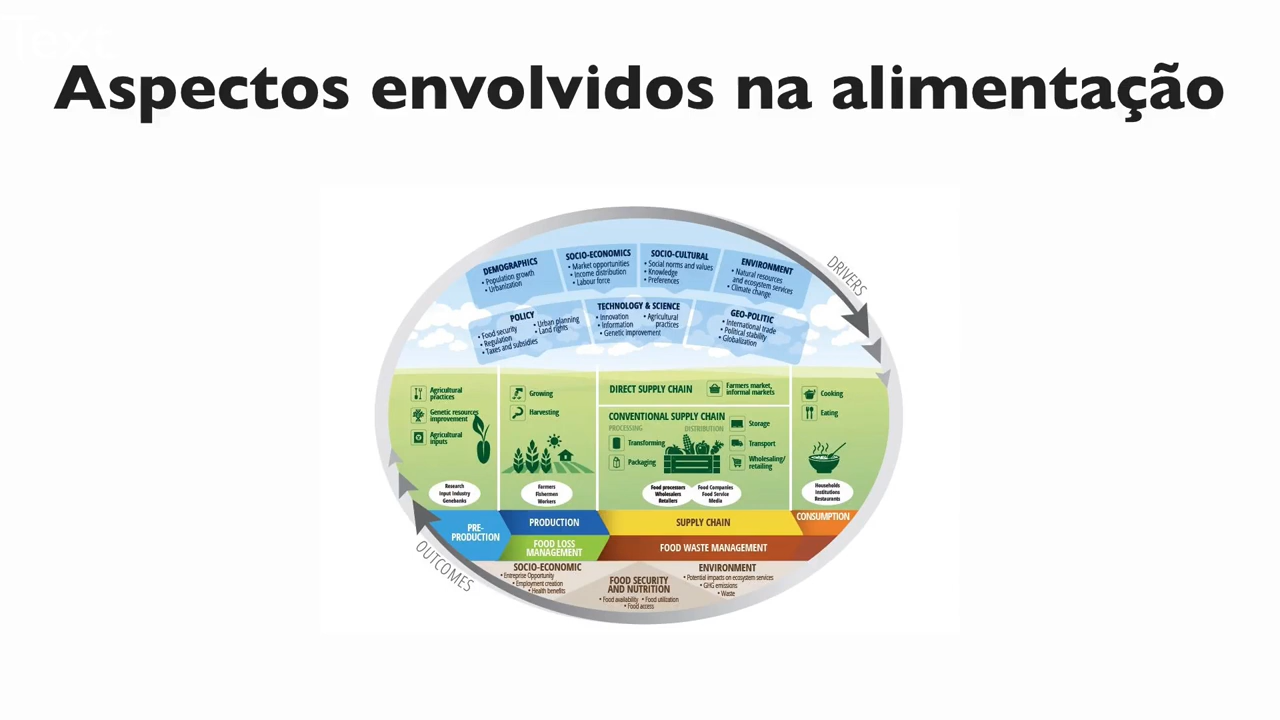 Text
Aspectos envolvidos na alimentação
DRIVERS
DEMOGRAPHICS
• Population growth
• Urbanization
SOCIO-ECONOMICS
• Market opportunities
• Income distribution
• Labour force
SOCIO-CULTURAL
• Social norms and values
• Knowledge
• Preferences
ENVIRONMENT
• Natural resources
and ecosystem services
• Climate change
POLICY
• Food security
• Regulation
• Taxes and subsidies
• Urban planning
• Land rights
TECHNOLOGY & SCIENCE
• Innovation
• Information
• Genetic improvement
• Agricultural
practices
GEO-POLITIC
• International trade
• Political stability
• Globalization
Agricultural
practices
Genetic resources
improvement
Agricultural
inputs
Research
Input Industry
Genebanks
Growing
Harvesting
Farmers
Fishermen
Workers
DIRECT SUPPLY CHAIN
Farmers market,
informal markets
CONVENTIONAL SUPPLY CHAIN
PROCESSING
DISTRIBUTION
Transforming
Packaging
Storage
Transport
Wholesaling/
retailing
Food processors
Wholesalers
Retailers
Food Companies
Food Service
Media
Cooking
Eating
Households
Institutions
Restaurants
PRE-
PRODUCTION
PRODUCTION
SUPPLY CHAIN
CONSUMPTION
FOOD LOSS
MANAGEMENT
FOOD WASTE MANAGEMENT
OUTCOMES
SOCIO-ECONOMIC
• Entreprise Opportunity
• Employment creation
• Health benefits
FOOD SECURITY
AND NUTRITION
• Food availability • Food utilization
• Food access
ENVIRONMENT
• Potential impacts on ecosystem services
• GHG emissions
• Waste